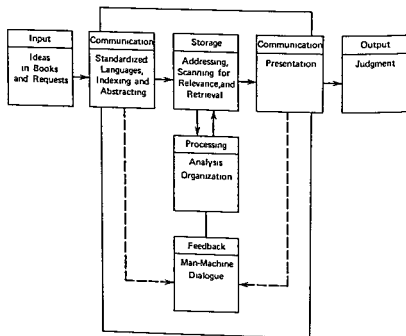 Input
Ideas
in Books
and Requests
Communication
Standardized
Languages,
Indexing and
Abstracting
Storage
Addressing,
Scanning for
Relevance,and
Retrieval
Communication
Presentation
Output
Judgment
Processing
Analysis
Organization
Feedback
Man-Machine
Dialogue